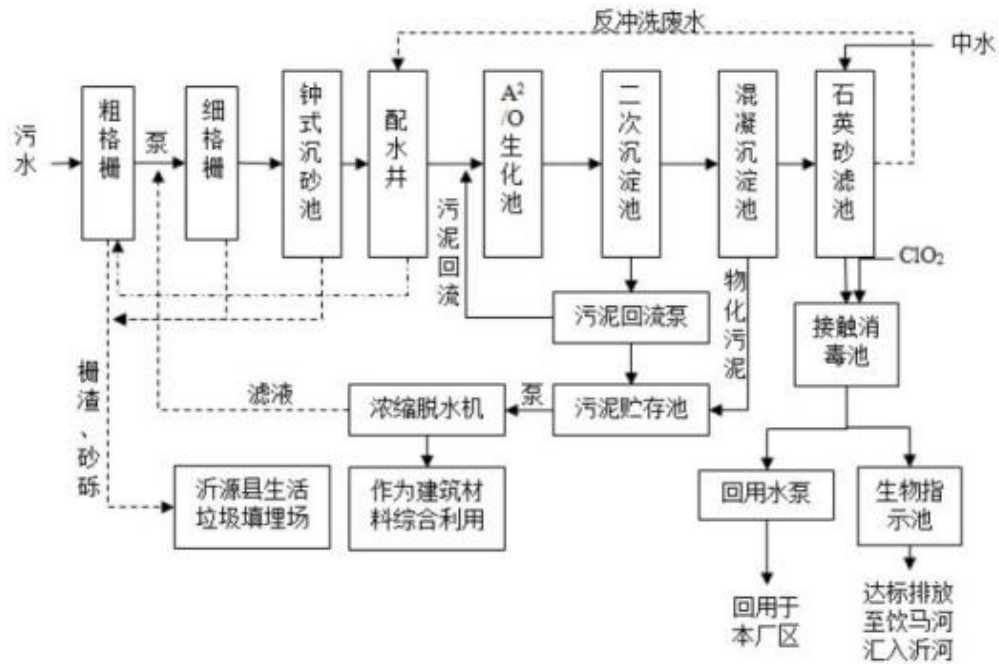 反冲洗废水
中水
污水
粗格栅
泵
细格栅
钟式沉砂池
配水井
A²/O生化池
二次沉淀池
混凝沉淀池
石英砂滤池
污泥回流
物化污泥
ClO₂
污泥回流泵
接触消
毒池
栅渣、砂砾
滤液
浓缩脱水机
泵
污泥贮存池
沂源县生活
垃圾填埋场
作为建筑材
料综合利用
回用水泵
生物指
示池
回用于
本厂区
达标排放
至饮马河
汇入沂河